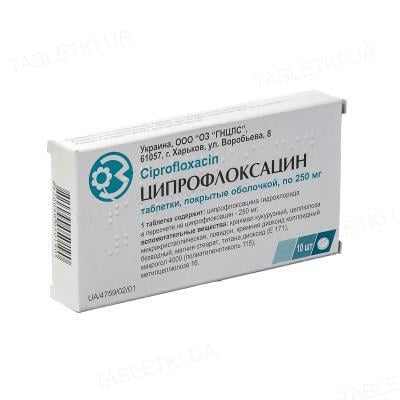 TABLETKI.UA
Украина, ООО "ОЗ "ГНЦЛС"
61057, г. Харьков, ул. Воробьева, 8
Ciprofloxacin
ЦИПРОФЛОКСАЦИН
таблетки, покрытые оболочкой, по 250 мг
1 таблетка содержит: ципрофлоксацина гидрохлорида
в пересчете на ципрофлоксацин - 250 мг;
вспомогательные вещества: крахмал кукурузный, целлюлоза
микрокристаллическая, повидон, кремния диоксид коллоидный
безводный, магния стеарат, титана диоксид (Е 171),
макрогол 4000 (полиэтиленгликоль 115),
метилцеллюлоза 16.
10 шт
UA/4759/02/01
TABLETKI.UA